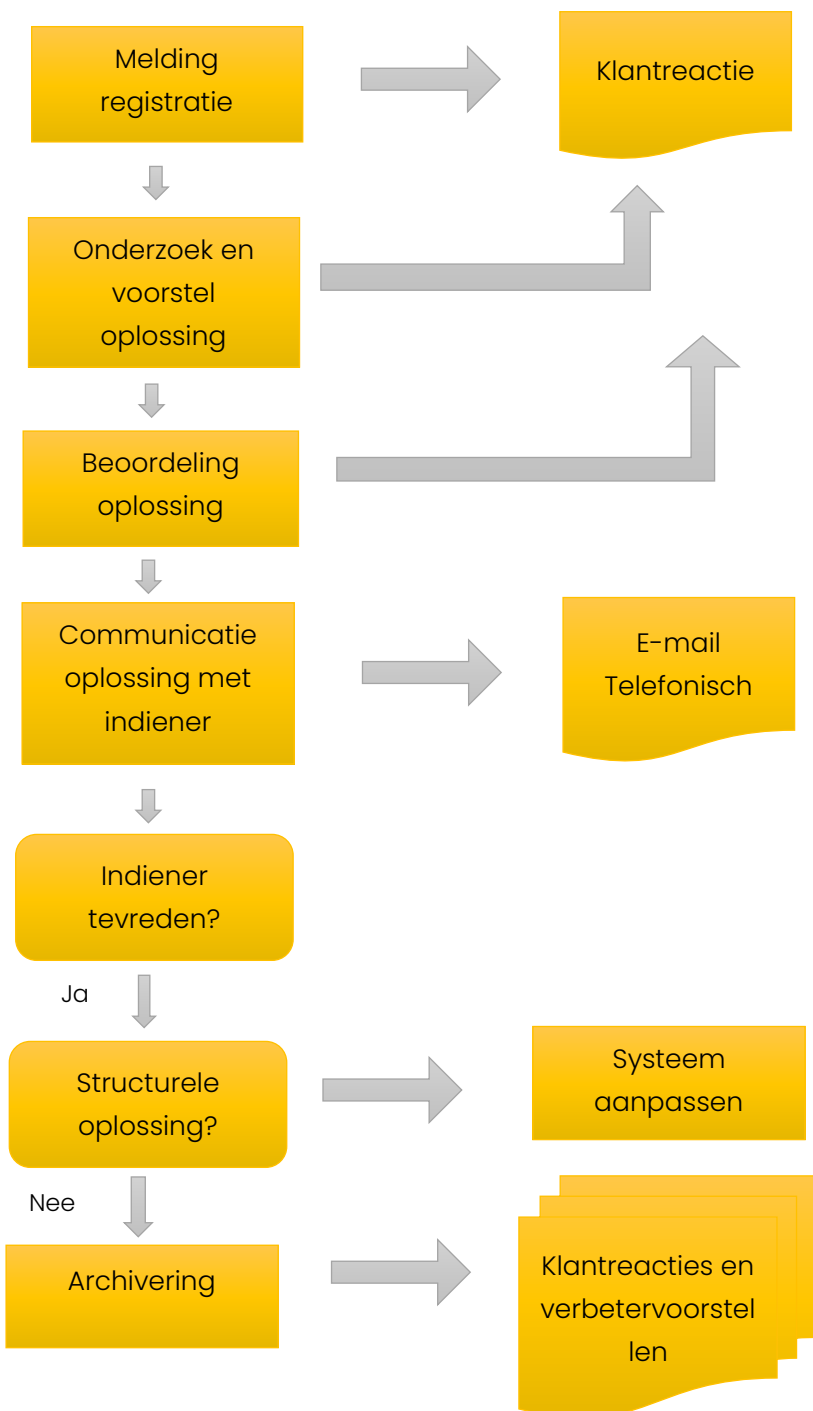 Melding
registratie
Klantreactie
Onderzoek en
voorstel
oplossing
Beoordeling
oplossing
Communicatie
oplossing met
indiener
E-mail
Telefonisch
Indiener
tevreden?
Ja
Structurele
oplossing?
Systeem
aanpassen
Nee
Archivering
Klantreacties en
verbetervoorstel
len